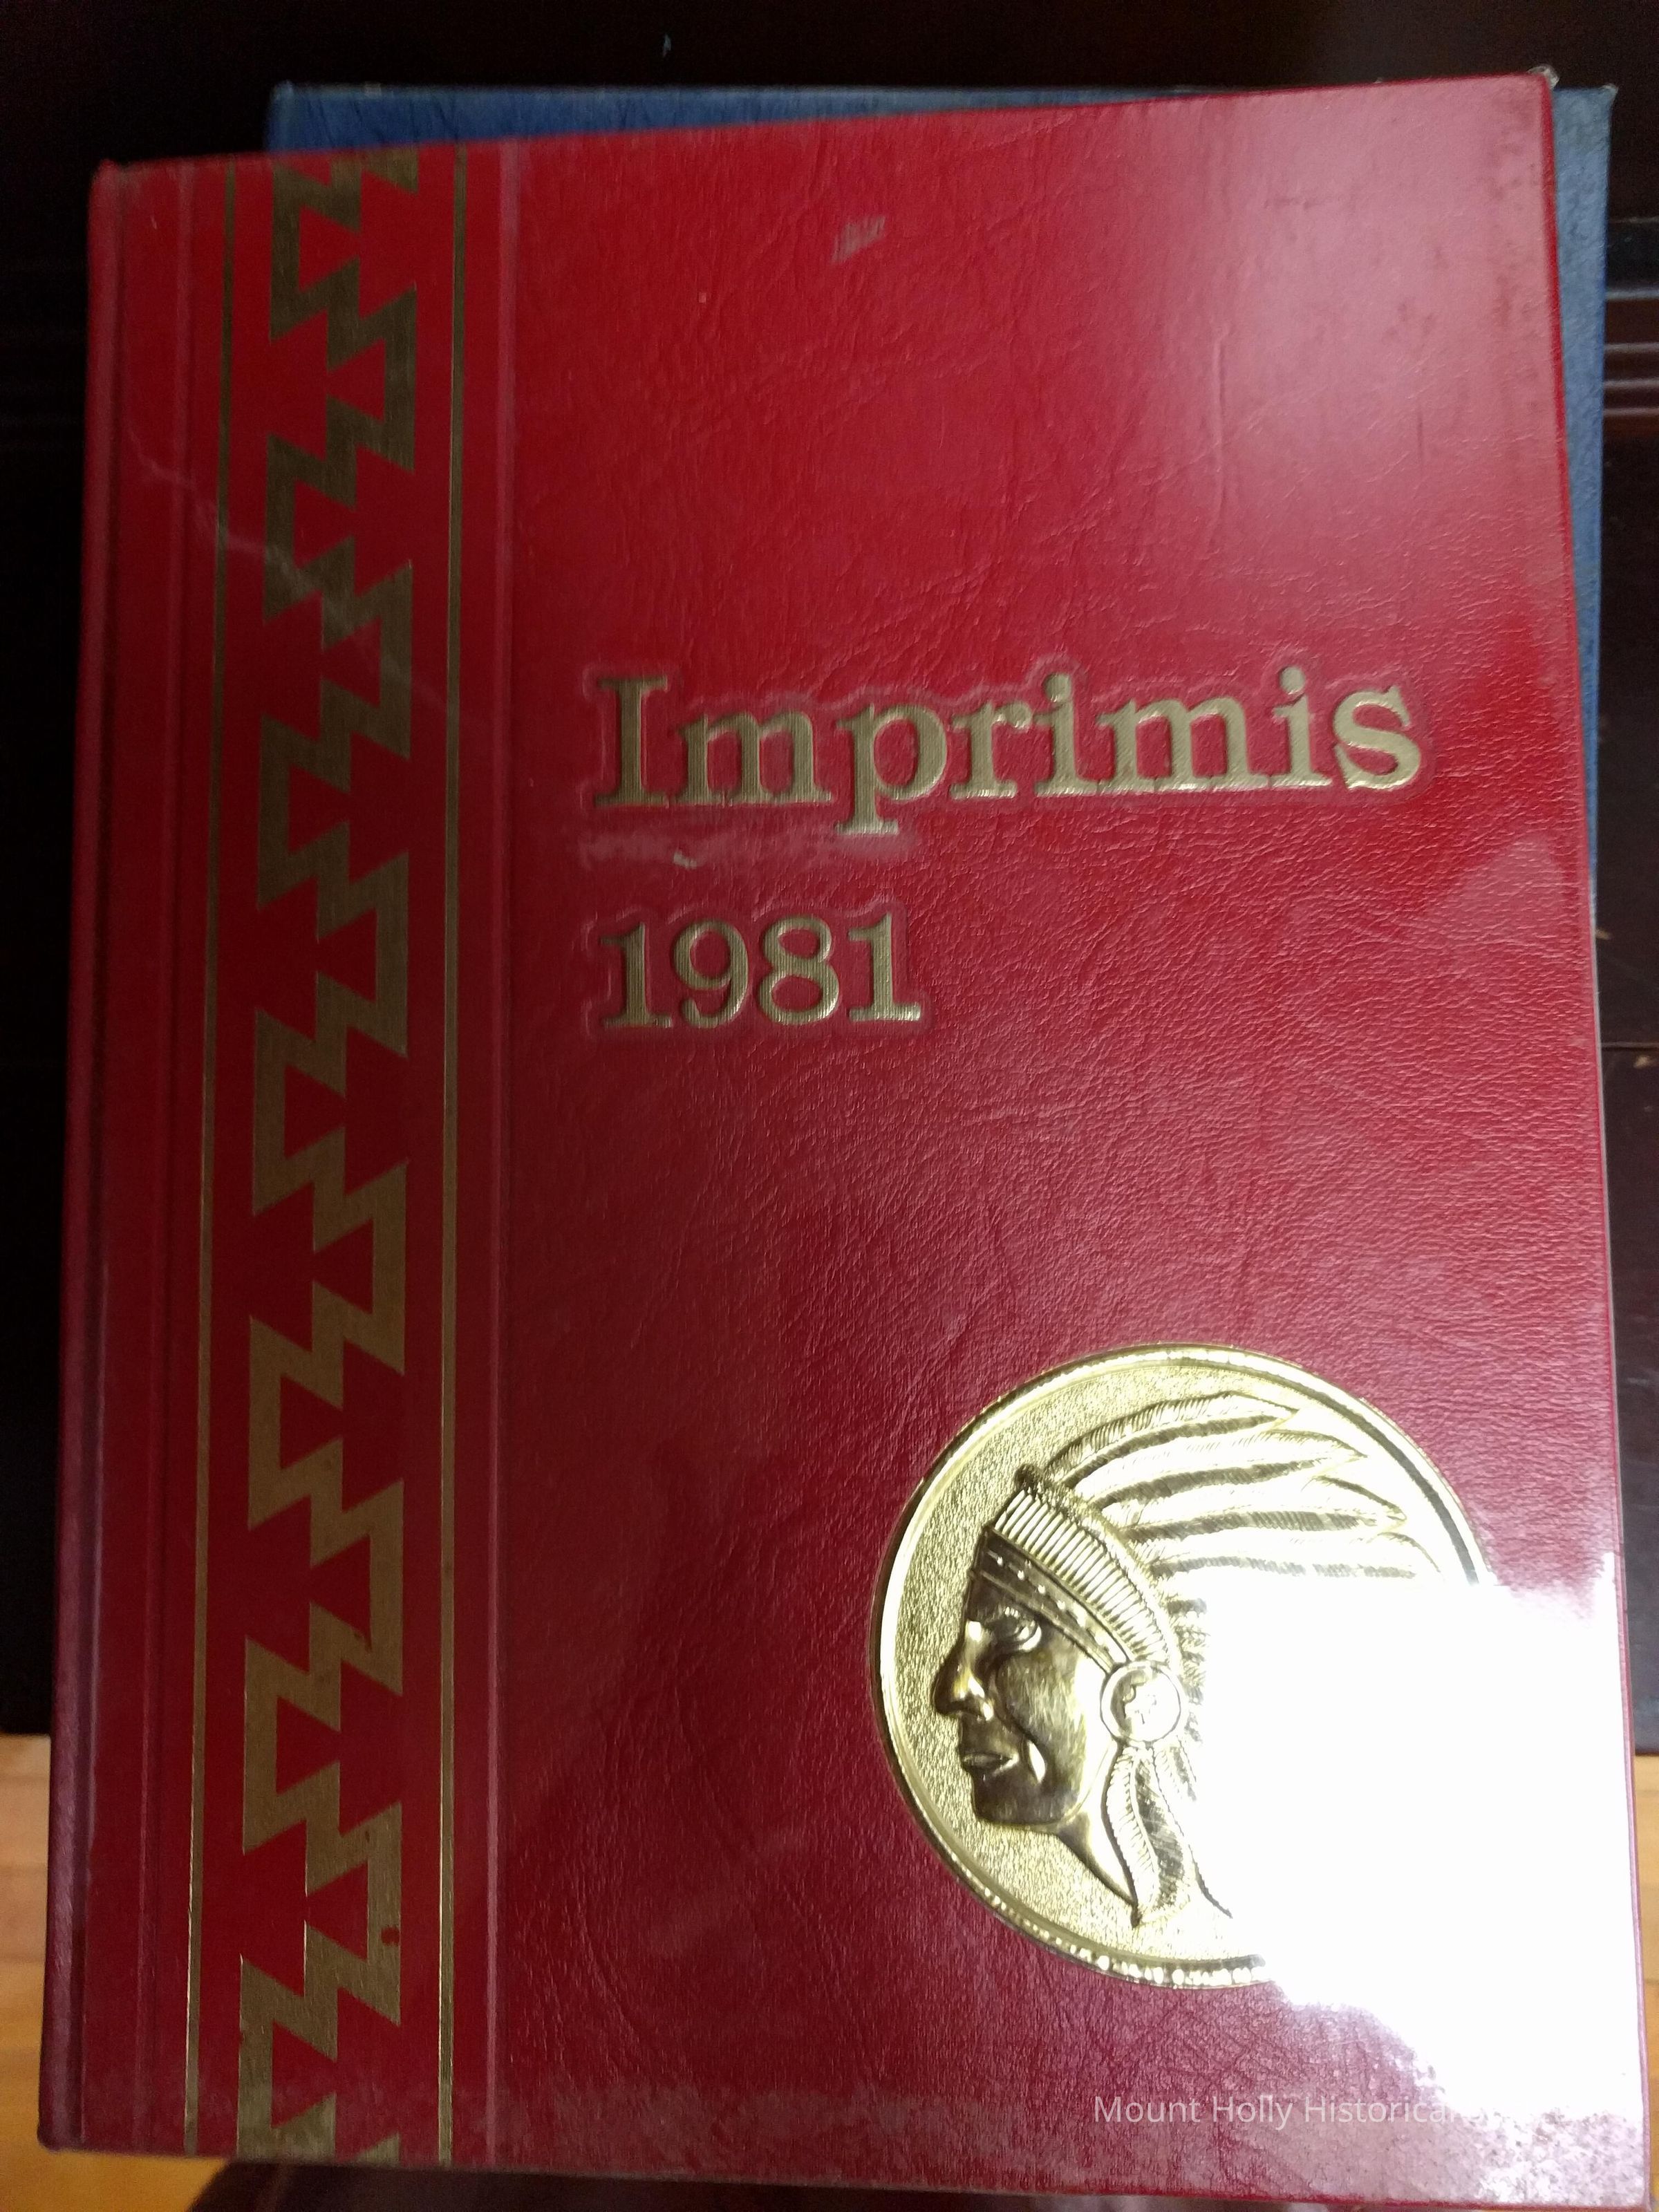 Imprimis
1981
Mount Holly Historical